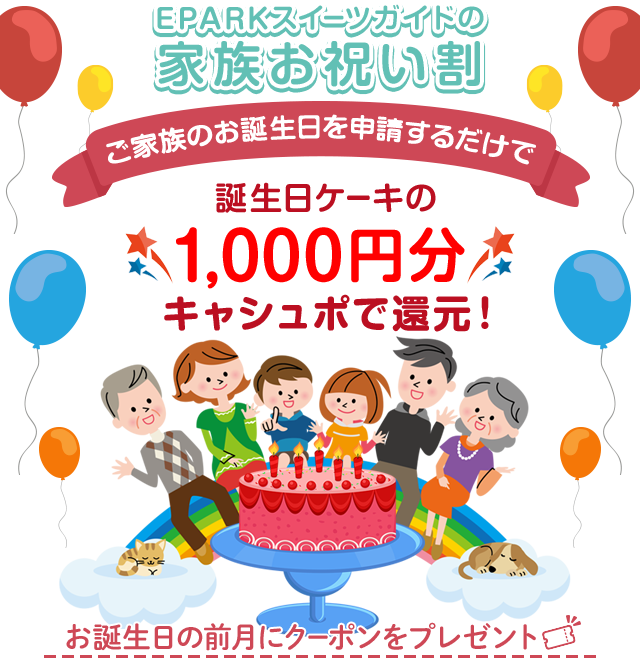 EPARKスイーツガイドの
家族お祝い割
ご家族のお誕生日を申請するだけで
誕生日ケーキの
1,000円分
キャシュポで還元!
お誕生日の前月にクーポンをプレゼント